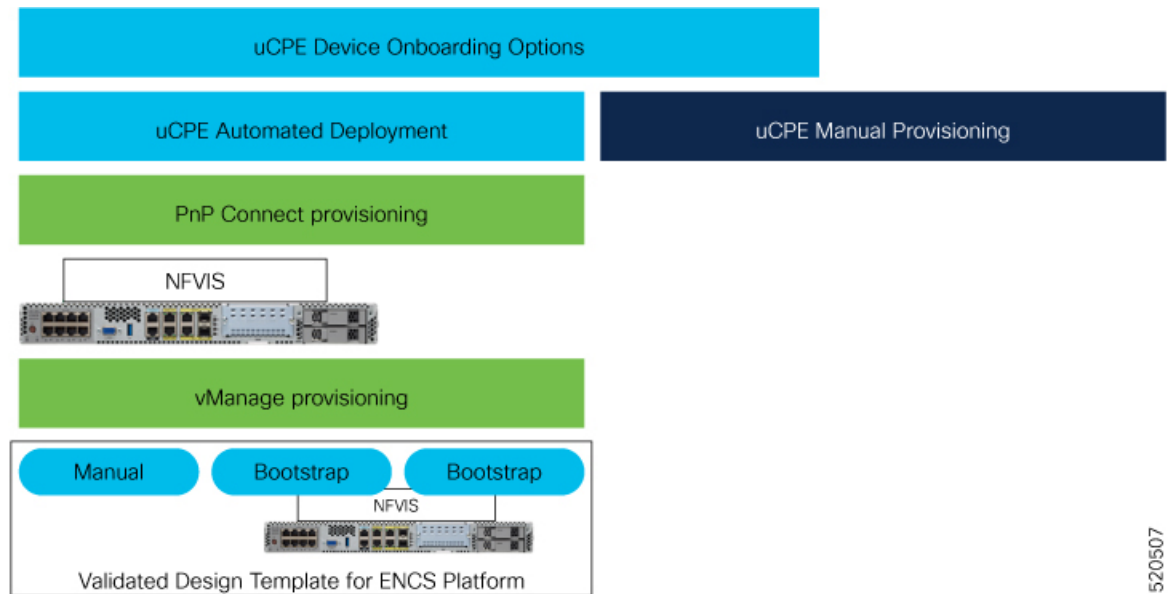 uCPE Device Onboarding Options
uCPE Automated Deployment
uCPE Manual Provisioning
PnP Connect provisioning
NFVIS
vManage provisioning
Manual
Bootstrap
Bootstrap
NFVIS
Validated Design Template for ENCS Platform
520507